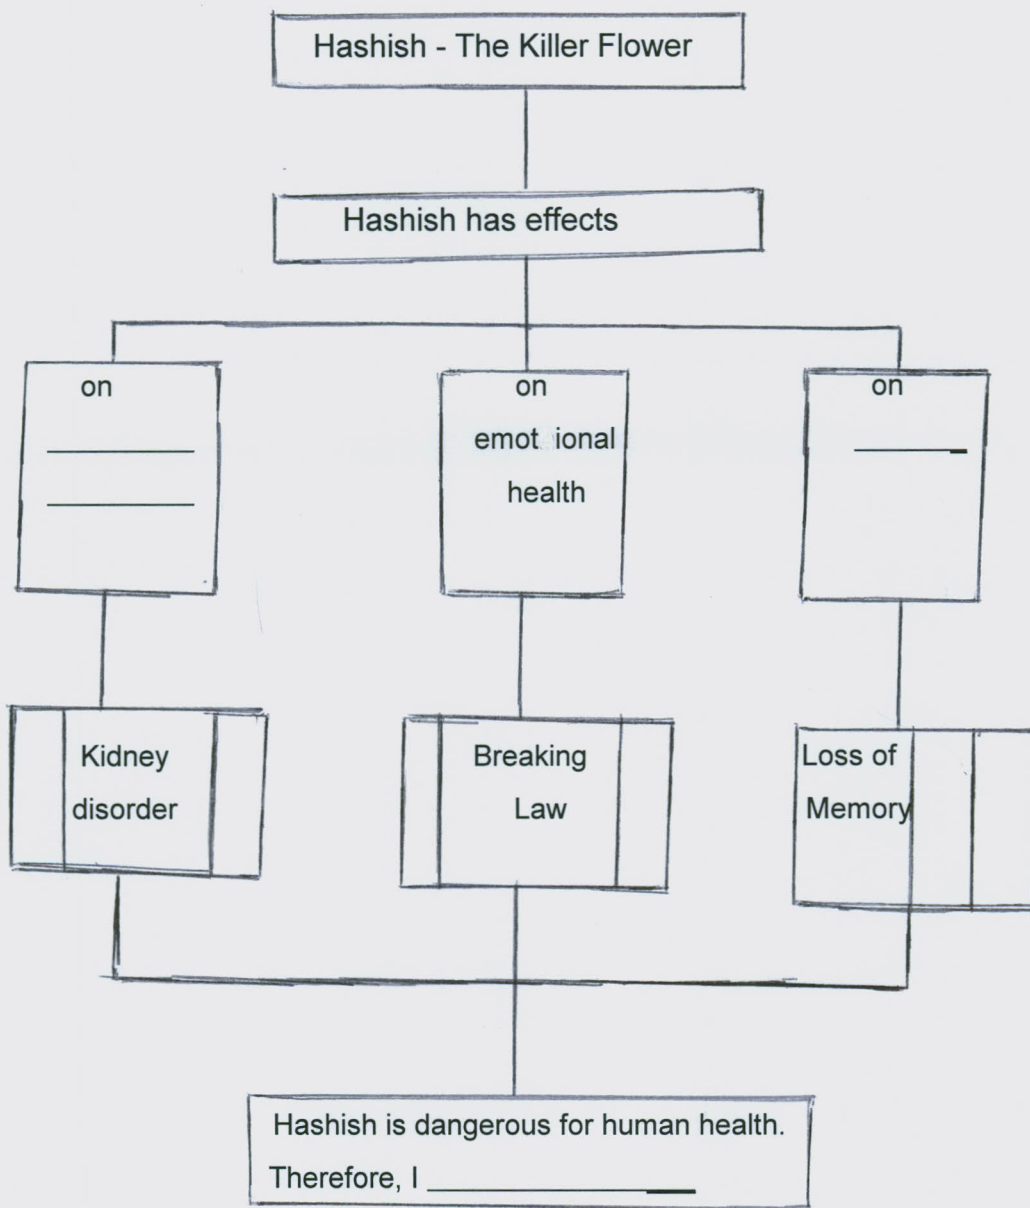 Hashish - The Killer Flower
Hashish has effects
on
emot ional
health
on
on
Kidney
disorder
Breaking
Law
Loss of
Memory
Hashish is dangerous for human health.
Therefore, I